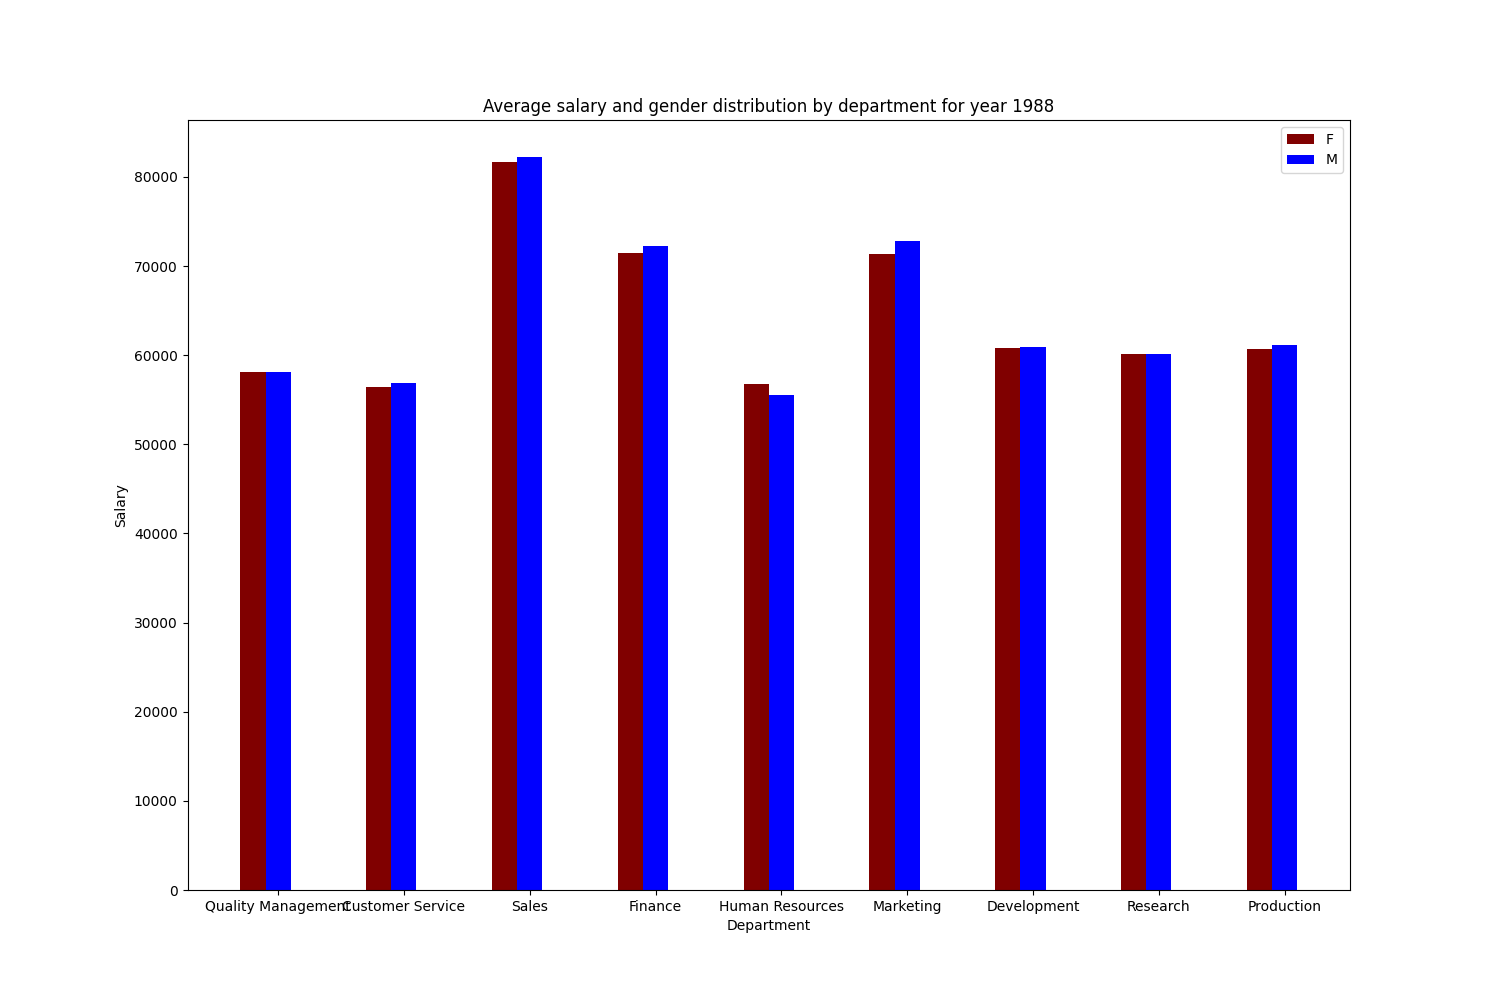 Average salary and gender distribution by department for year 1988
F
M
80000
70000
60000
50000
40000
30000
20000
10000
0
Salary
Quality Management Customer Service Sales Finance Human Resources Marketing Development Research Production
Department